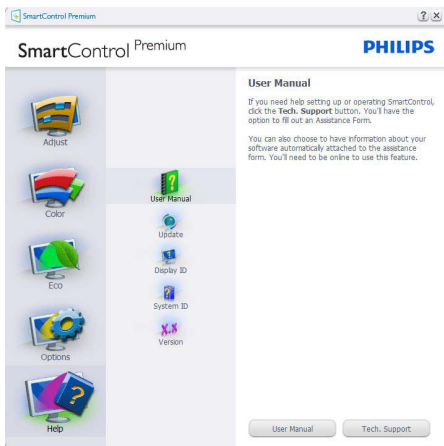 SmartControl Premium
? X
SmartControl Premium
PHILIPS
Adjust
Color
Eco
Options
Help
User Manual
Update
Display ID
System ID
X.X
Version
User Manual
If you need help setting up or operating SmartControl,
click the Tech. Support button. You'll have the
option to fill out an Assistance Form.
You can also choose to have information about your
software automatically attached to the assistance
form. You'll need to be online to use this feature.
User Manual
Tech. Support